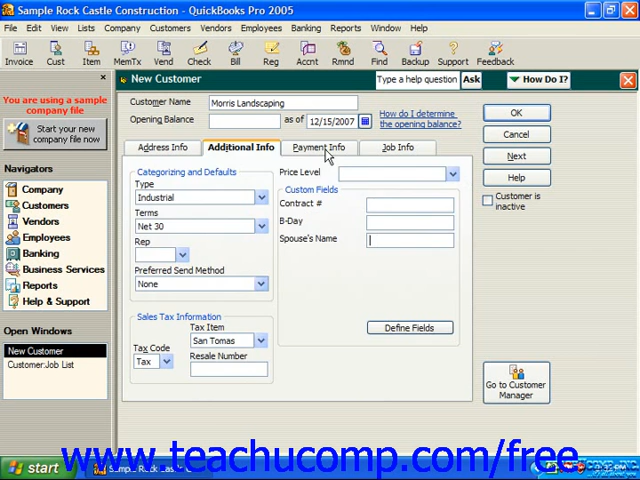 Sample Rock Castle Construction - QuickBooks Pro 2005
File Edit View Lists Company Customers Vendors Employees Banking Reports Window Help
Invoice Cust Item MemTx Vend Bill Check Reg Accnt Rmnd Find Backup Support Feedback
New Customer
Type a help question Ask How Do I?
You are using a sample company file
Start your new company file now
Navigators
Company
Customers
Vendors
Employees
Banking
Business Services
Reports
Help & Support
Open Windows
New Customer
Customer:Job List
Customer Name Morris Landscaping
Opening Balance as of 12/15/2007
How do I determine
the opening balance?
Address Info Additional Info Payment Info Job Info
Categorizing and Defaults
Type
Industrial
Terms
Net 30
Rep
Preferred Send Method
None
Sales Tax Information
Tax Item
San Tomas
Tax Code
Tax
Resale Number
Price Level
Custom Fields
Contract #
B-Day
Spouse's Name
Define Fields
OK
Cancel
Next
Help
Customer is
inactive
Go to Customer
Manager
start
Sample Rock Castle C
www.teachucomp.com/free